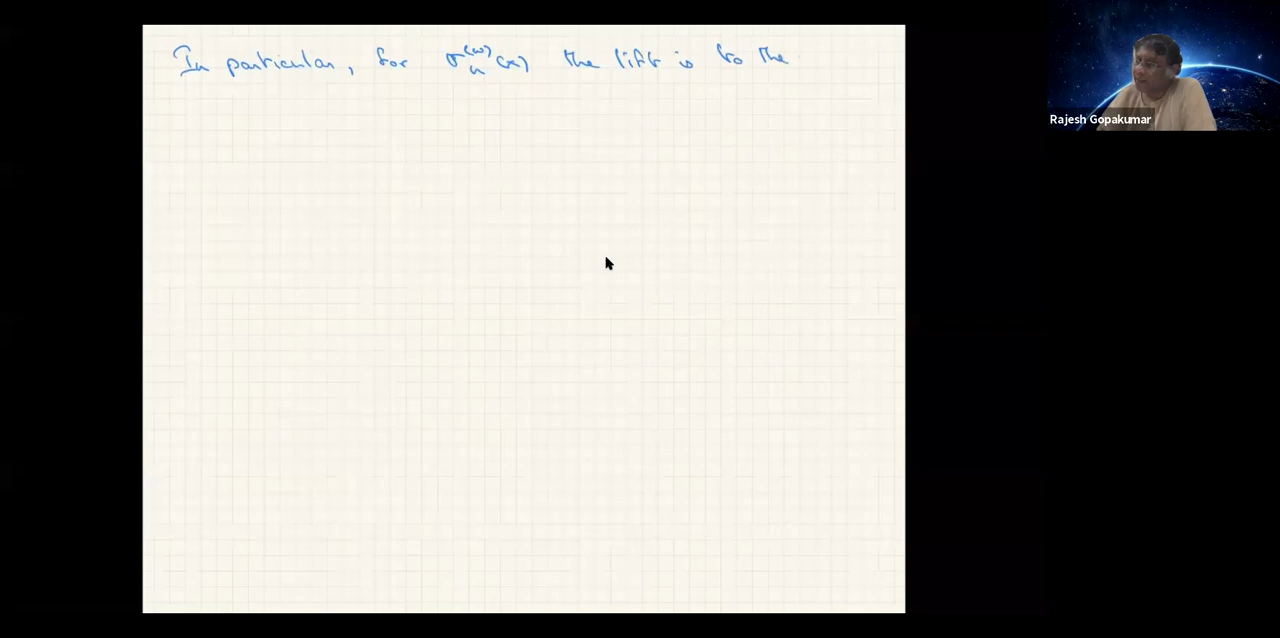 In particular, for σ_n^{(w)}(x) the lift is to the
Rajesh Gopakumar